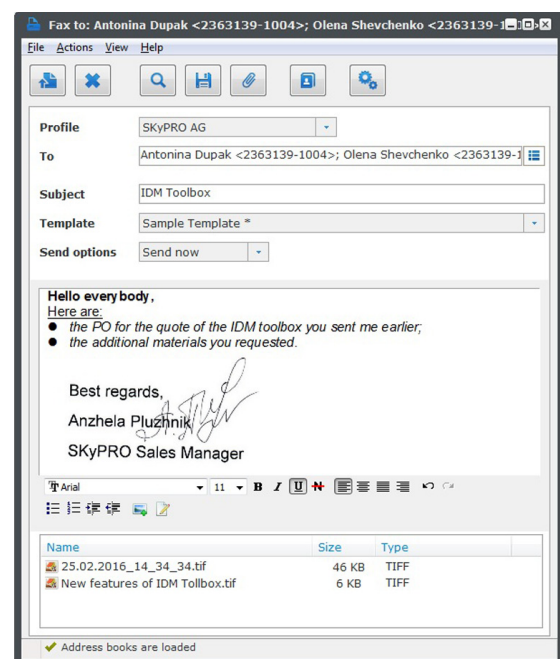 Fax to: Antonina Dupak <2363139-1004>; Olena Shevchenko <2363139-1
File Actions View Help
Profile SKyPRO AG
To Antonina Dupak <2363139-1004>; Olena Shevchenko <2363139-1
Subject IDM Toolbox
Template Sample Template *
Send options Send now
Hello everybody,
Here are:
● the PO for the quote of the IDM toolbox you sent me earlier;
● the additional materials you requested.
Best regards,
Anzhela Pluzhnik
SKyPRO Sales Manager
Arial 11 B I U N
Name Size Type
25.02.2016_14_34_34.tif 46 KB TIFF
New features of IDM Tollbox.tif 6 KB TIFF
Address books are loaded